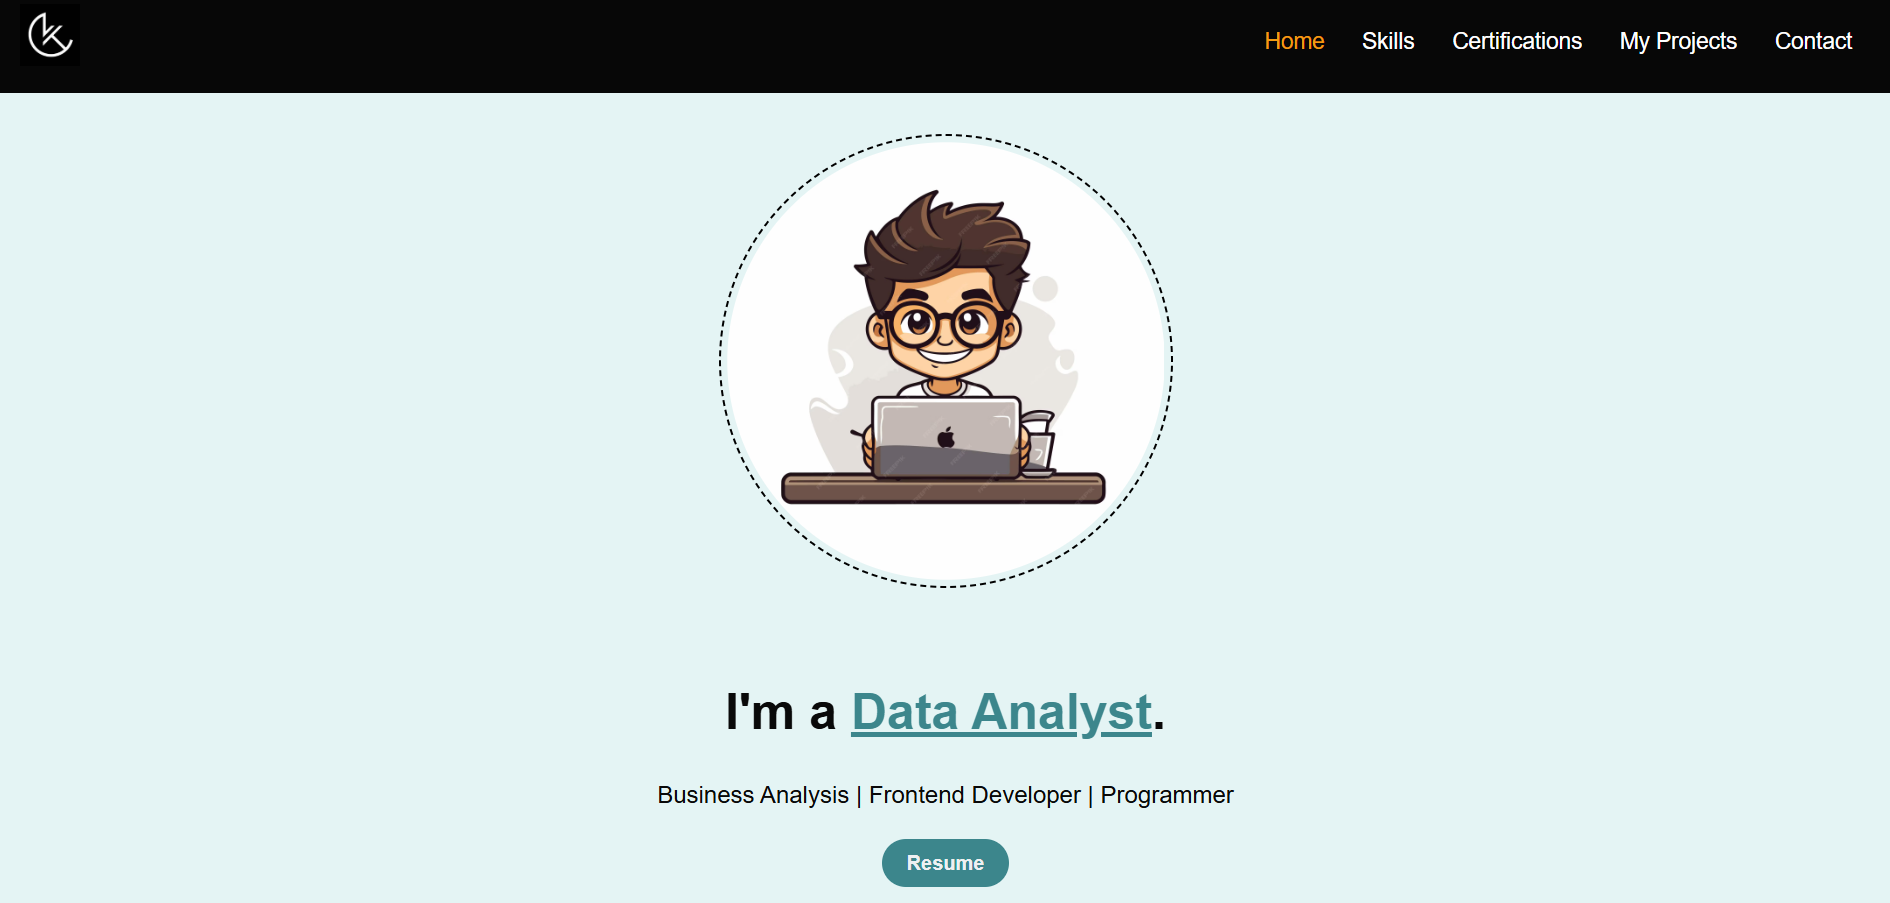 Home Skills Certifications My Projects Contact
I'm a Data Analyst.
Business Analysis | Frontend Developer | Programmer
Resume